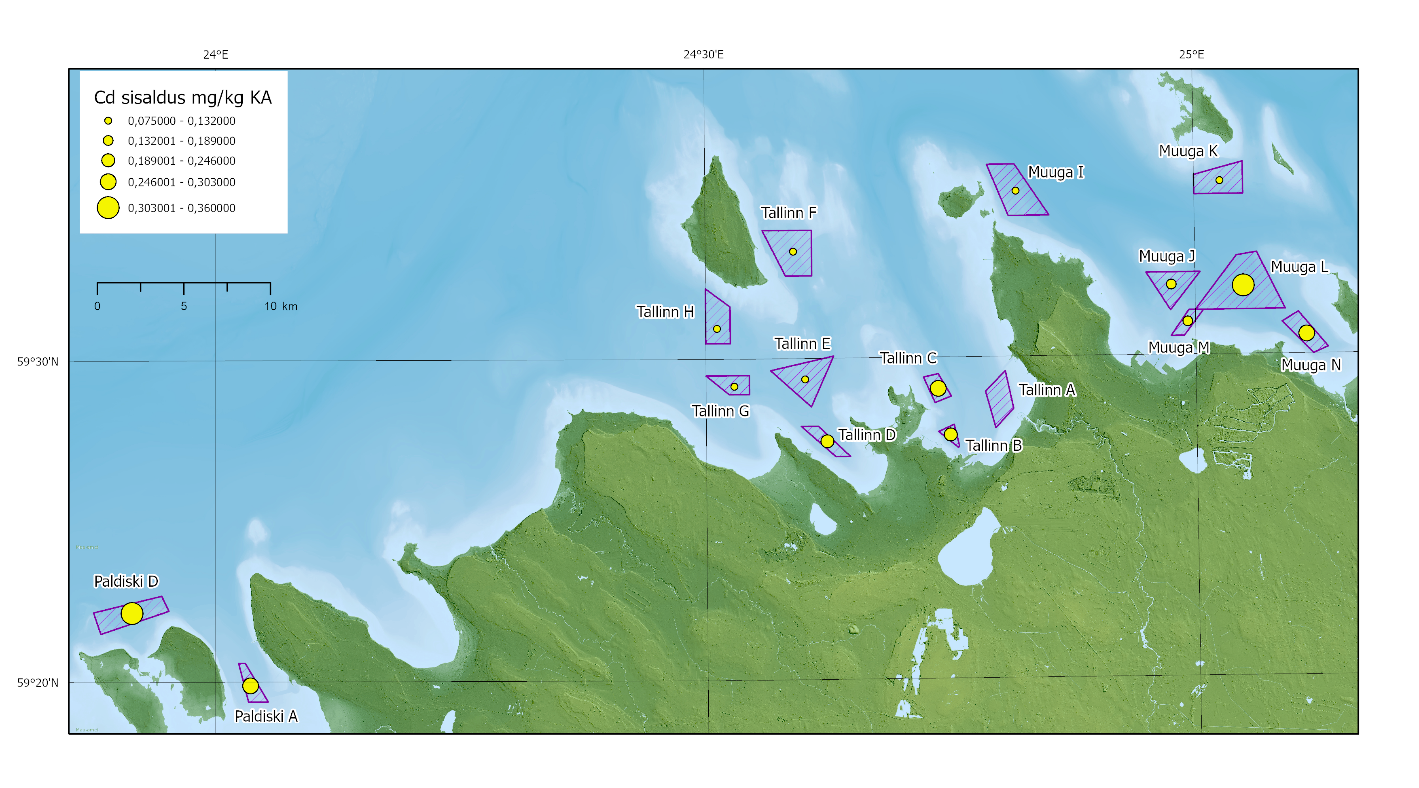 24°E
24°30'E
25°E
Cd sisaldus mg/kg KA
0,075000 - 0,132000
0,132001 - 0,189000
0,189001 - 0,246000
0,246001 - 0,303000
0,303001 - 0,360000
0 5 10 km
Muuga K
Muuga I
Tallinn F
Muuga J
Muuga L
Tallinn H
Tallinn E
Muuga M
Tallinn C
59°30'N
Muuga N
Tallinn A
Tallinn G
Tallinn D
Tallinn B
Paldiski D
59°20'N
Paldiski A